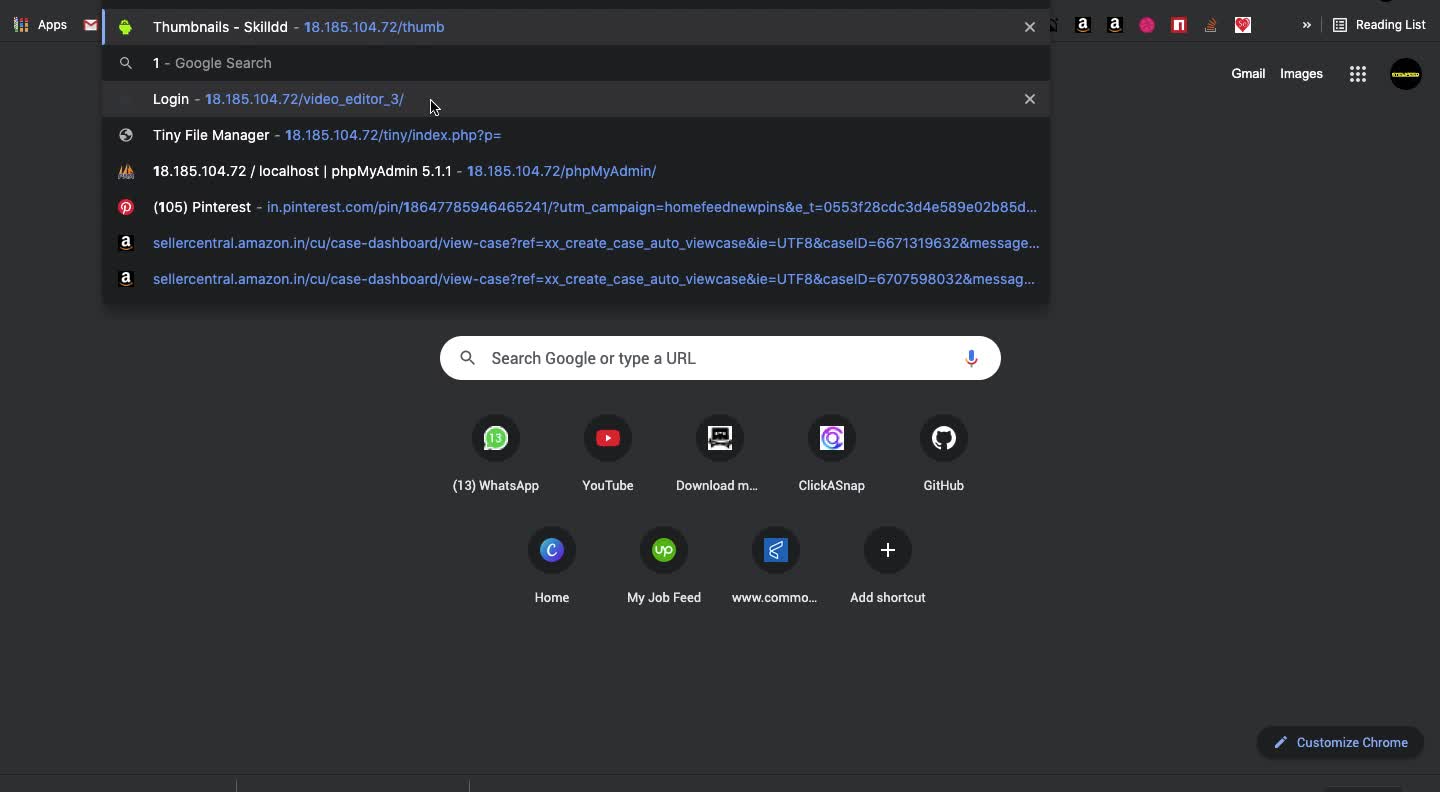 Apps
Thumbnails - Skilldd - 18.185.104.72/thumb
Reading List
1 - Google Search
Gmail Images
Login - 18.185.104.72/video_editor_3/
Tiny File Manager - 18.185.104.72/tiny/index.php?p=
18.185.104.72 / localhost | phpMyAdmin 5.1.1 - 18.185.104.72/phpMyAdmin/
(105) Pinterest - in.pinterest.com/pin/18647785946465241/?utm_campaign=homefeednewpins&e_t=0553f28cdc3d4e589e02b85d...
sellercentral.amazon.in/cu/case-dashboard/view-case?ref=xx_create_case_auto_viewcase&ie=UTF8&caseID=6671319632&message...
sellercentral.amazon.in/cu/case-dashboard/view-case?ref=xx_create_case_auto_viewcase&ie=UTF8&caseID=6707598032&messag...
Search Google or type a URL
13
(13) WhatsApp YouTube Download m... ClickASnap GitHub
up
Home My Job Feed www.commo... Add shortcut
Customize Chrome